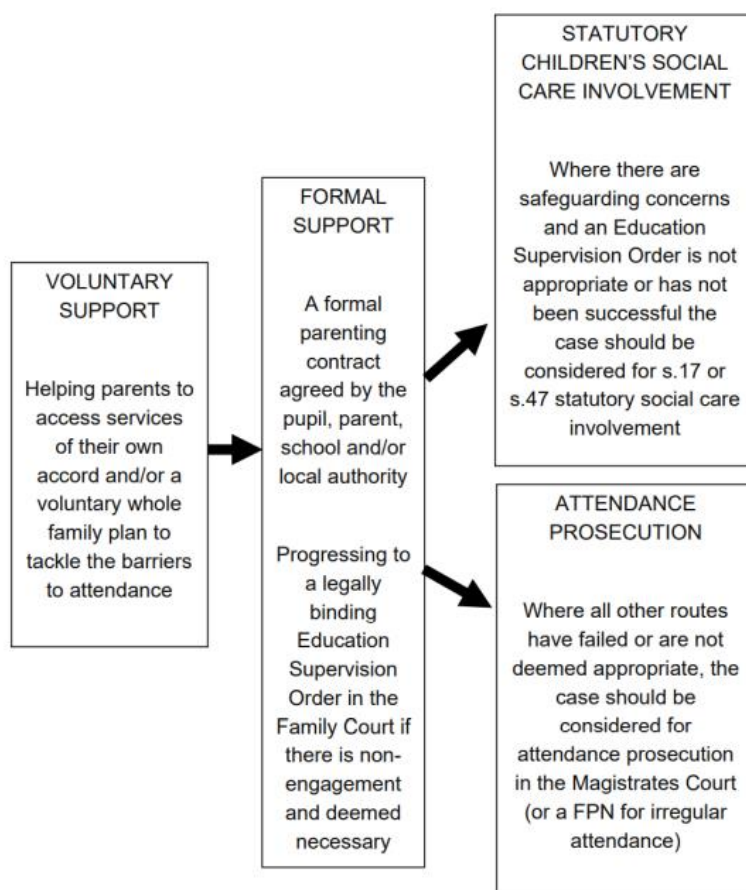 VOLUNTARY
SUPPORT
Helping parents to
access services
of their own
accord and/or a
voluntary whole
family plan to
tackle the barriers
to attendance
FORMAL
SUPPORT
A formal
parenting
contract
agreed by the
pupil, parent,
school and/or
local authority
Progressing to
a legally
binding
Education
Supervision
Order in the
Family Court if
there is non-
engagement
and deemed
necessary
STATUTORY
CHILDREN'S SOCIAL
CARE INVOLVEMENT
Where there are
safeguarding concerns
and an Education
Supervision Order is not
appropriate or has not
been successful the
case should be
considered for s.17 or
s.47 statutory social care
involvement
ATTENDANCE
PROSECUTION
Where all other routes
have failed or are not
deemed appropriate, the
case should be
considered for
attendance prosecution
in the Magistrates Court
(or a FPN for irregular
attendance)